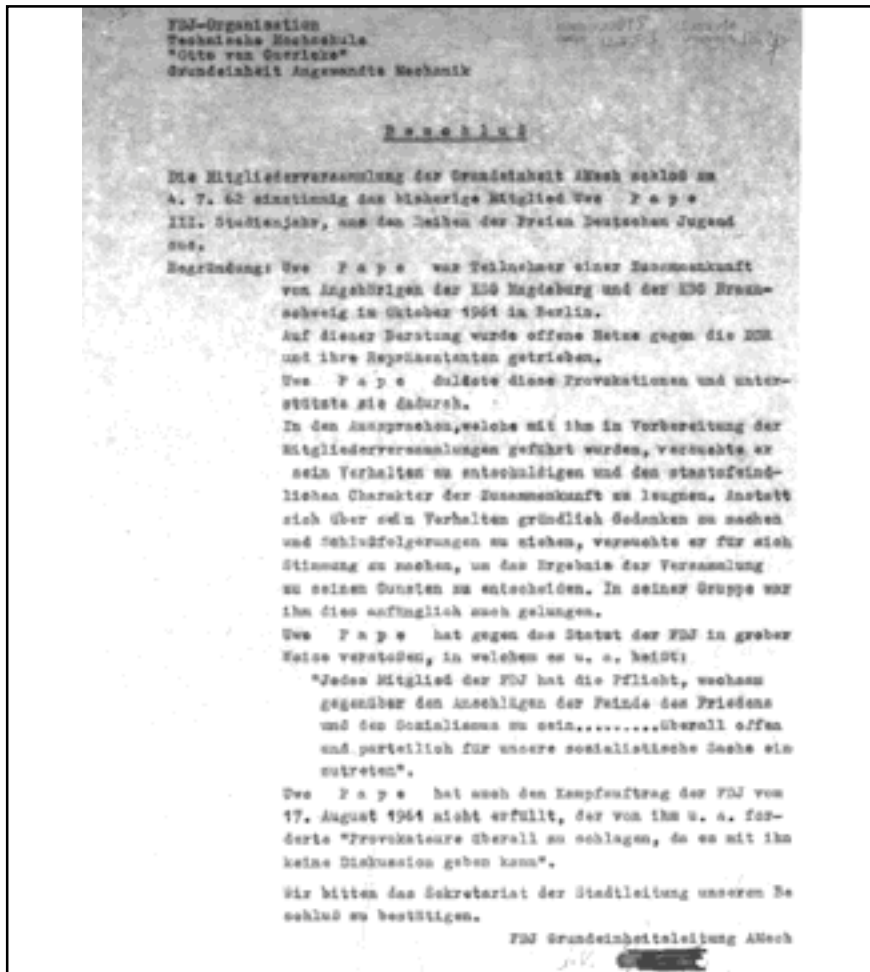 FDJ-Organisation
Technische Hochschule
"Otto von Guericke"
Grundeinheit Angewandte Mechanik
B e s c h l u ß
Die Mitgliederversammlung der Grundeinheit AMech schloß am
4. 7. 62 einstimmig das bisherige Mitglied Uwe P a p e
III. Studienjahr, aus den Reihen der Freien Deutschen Jugend
aus.
Begründung: Uwe P a p e war Teilnehmer einer Zusammenkunft
von Angehörigen der ESG Magdeburg und der ESG Braun-
schweig im Oktober 1961 in Berlin.
Auf dieser Beratung wurde offene Hetze gegen die DDR
und ihre Repräsentanten getrieben.
Uwe P a p e duldete diese Provokationen und unter-
stützte sie dadurch.
In den Aussprachen,welche mit ihm in Vorbereitung der
Mitgliederversammlungen geführt wurden, versuchte er
sein Verhalten zu entschuldigen und den staatsfeind-
lichen Charakter der Zusammenkunft zu leugnen. Anstatt
sich über sein Verhalten gründlich Gedanken zu machen
und Schlußfolgerungen zu ziehen, versuchte er für sich
Stimmung zu machen, um das Ergebnis der Versammlung
zu seinen Gunsten zu entscheiden. In seiner Gruppe war
ihm dies anfänglich auch gelungen.
Uwe P a p e hat gegen das Statut der FDJ in grober
Weise verstoßen, in welchem es u. a. heißt:
"Jedes Mitglied der FDJ hat die Pflicht, wachsam
gegenüber den Anschlägen der Feinde des Friedens
und des Sozialismus zu sein.........überall offen
und parteilich für unsere sozialistische Sache ein
zutreten".
Uwe P a p e hat auch den Kampfauftrag der FDJ vom
17. August 1961 nicht erfüllt, der von ihm u. a. for-
derte "Provokateure überall zu schlagen, da es mit ihn
keine Diskussion geben kann".
Wir bitten das Sekretariat der Stadtleitung unseren Be
schluß zu bestätigen.
FDJ Grundeinheitsleitung AMech